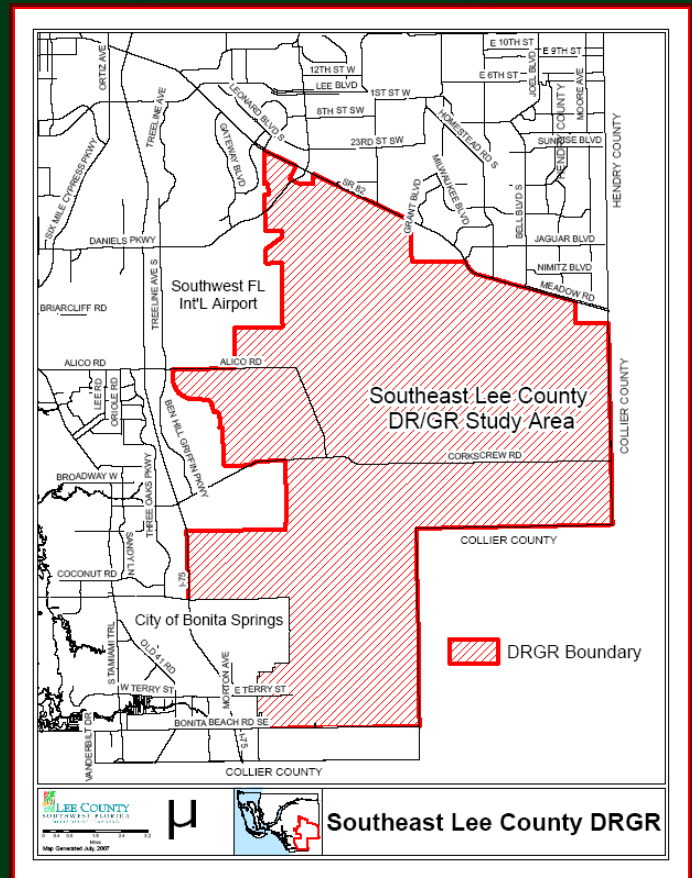 ORTIZ AVE
TREELINE AVE
E 10TH ST
E 9TH ST
12TH ST W
LEE BLVD
E 6TH ST
JOEL BLVD
MOORE AVE
LEONARD BLVD S
1ST ST W
8TH ST SW
HOMESTEAD RD S
HENDRY COUNTY
HENDRY COUNTY
GATEWAY BLVD
23RD ST SW
SUNRISE BLVD
SIX MILE CYPRESS PKWY
MILWAUKEE BLVD
SR 82
GRANT BLVD
BELL BLVD S
DANIELS PKWY
JAGUAR BLVD
NIMITZ BLVD
MEADOW RD
TREELINE AVE S
Southwest FL
Int'L Airport
BRIARCLIFF RD
ALICO RD
ALICO RD
LEE RD
ORIOLE RD
BEN HILL GRIFFIN PKWY
Southeast Lee County
DR/GR Study Area
COLLIER COUNTY
CORKSCREW RD
BROADWAY W
THREE OAKS PKWY
SANDY LN
COLLIER COUNTY
COCONUT RD
I-75
City of Bonita Springs
S TAMIAMI TRL
OLD 41 RD
MORTON AVE
DRGR Boundary
W TERRY ST
E TERRY ST
BONITA BEACH RD SE
VANDERBILT DR
I-75
COLLIER COUNTY
LEE COUNTY
SOUTHWEST FLORIDA
µ
Southeast Lee County DRGR
Miles
Map Generated July, 2007